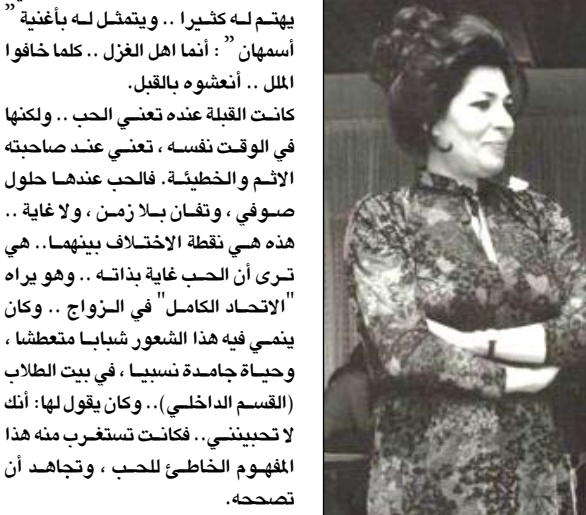 يهتم له كثيرا .. ويتمثل له بأغنية "
أسمهان " : أنما اهل الغزل .. كلما خافوا
الملل .. أنعشوه بالقبل.
كانت القبلة عنده تعني الحب .. ولكنها
في الوقت نفسه ، تعني عند صاحبته
الاثم والخطيئة. فالحب عندها حلول
صوفي ، وتفان بلا زمن ، ولا غاية ..
هذه هي نقطة الاختلاف بينهما.. هي
ترى أن الحب غاية بذاته .. وهو يراه
"الاتحاد الكامل" في الزواج .. وكان
ينمي فيه هذا الشعور شبابا متعطشا ،
وحياة جامدة نسبيا ، في بيت الطلاب
(القسم الداخلي).. وكان يقول لها: أنك
لا تحبينني.. فكانت تستغرب منه هذا
المفهوم الخاطئ للحب ، وتجاهد أن
تصححه.